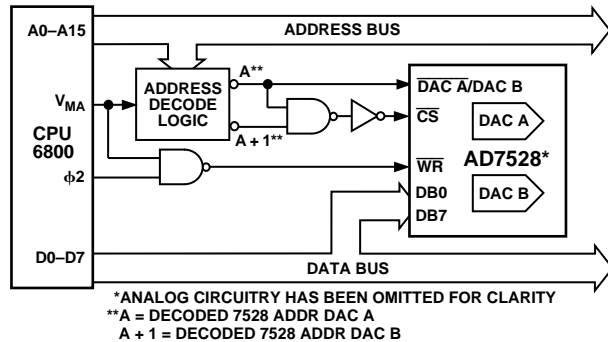 A0–A15
ADDRESS BUS
A**
ADDRESS
DECODE
LOGIC
VMA
CPU
6800
A + 1**
DAC A/DAC B
CS
DAC A
AD7528*
WR
DB0
DAC B
DB7
ϕ2
D0–D7
DATA BUS
*ANALOG CIRCUITRY HAS BEEN OMITTED FOR CLARITY
**A = DECODED 7528 ADDR DAC A
A + 1 = DECODED 7528 ADDR DAC B